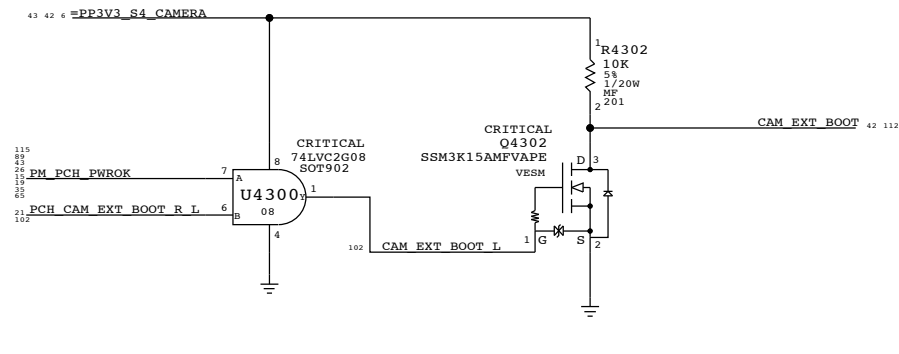 43 42 6 =PP3V3_S4_CAMERA
1 R4302
10K
5%
1/20W
MF
2 201
CAM_EXT_BOOT 42 112
CRITICAL
Q4302
SSM3K15AMFVAPE
VESM
D 3
G 1
S 2
CRITICAL
74LVC2G08
SOT902
8
115
89
43
26
15
19
35
65
PM_PCH_PWROK 7 A
U4300 Y 1
08
21 PCH_CAM_EXT_BOOT_R_L 6 B
102
4
102 CAM_EXT_BOOT_L